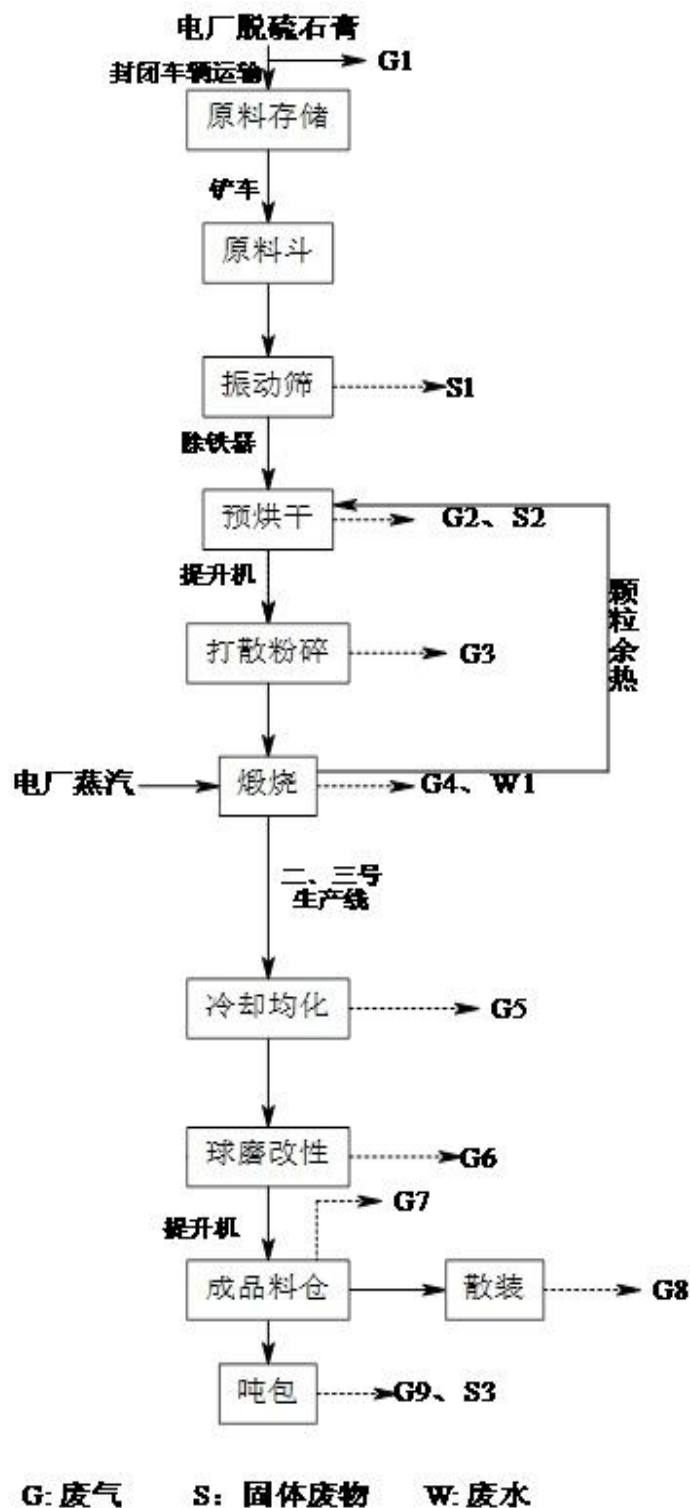 电厂脱硫石膏
G1
封闭车辆运输
原料存储
铲车
原料斗
振动筛
S1
除铁器
预烘干
G2、S2
提升机
颗粒余热
打散粉碎
G3
电厂蒸汽
煅烧
G4、W1
二、三号
生产线
冷却均化
G5
球磨改性
G6
G7
提升机
成品料仓
散装
G8
吨包
G9、S3
G: 废气 S：固体废物 W: 废水